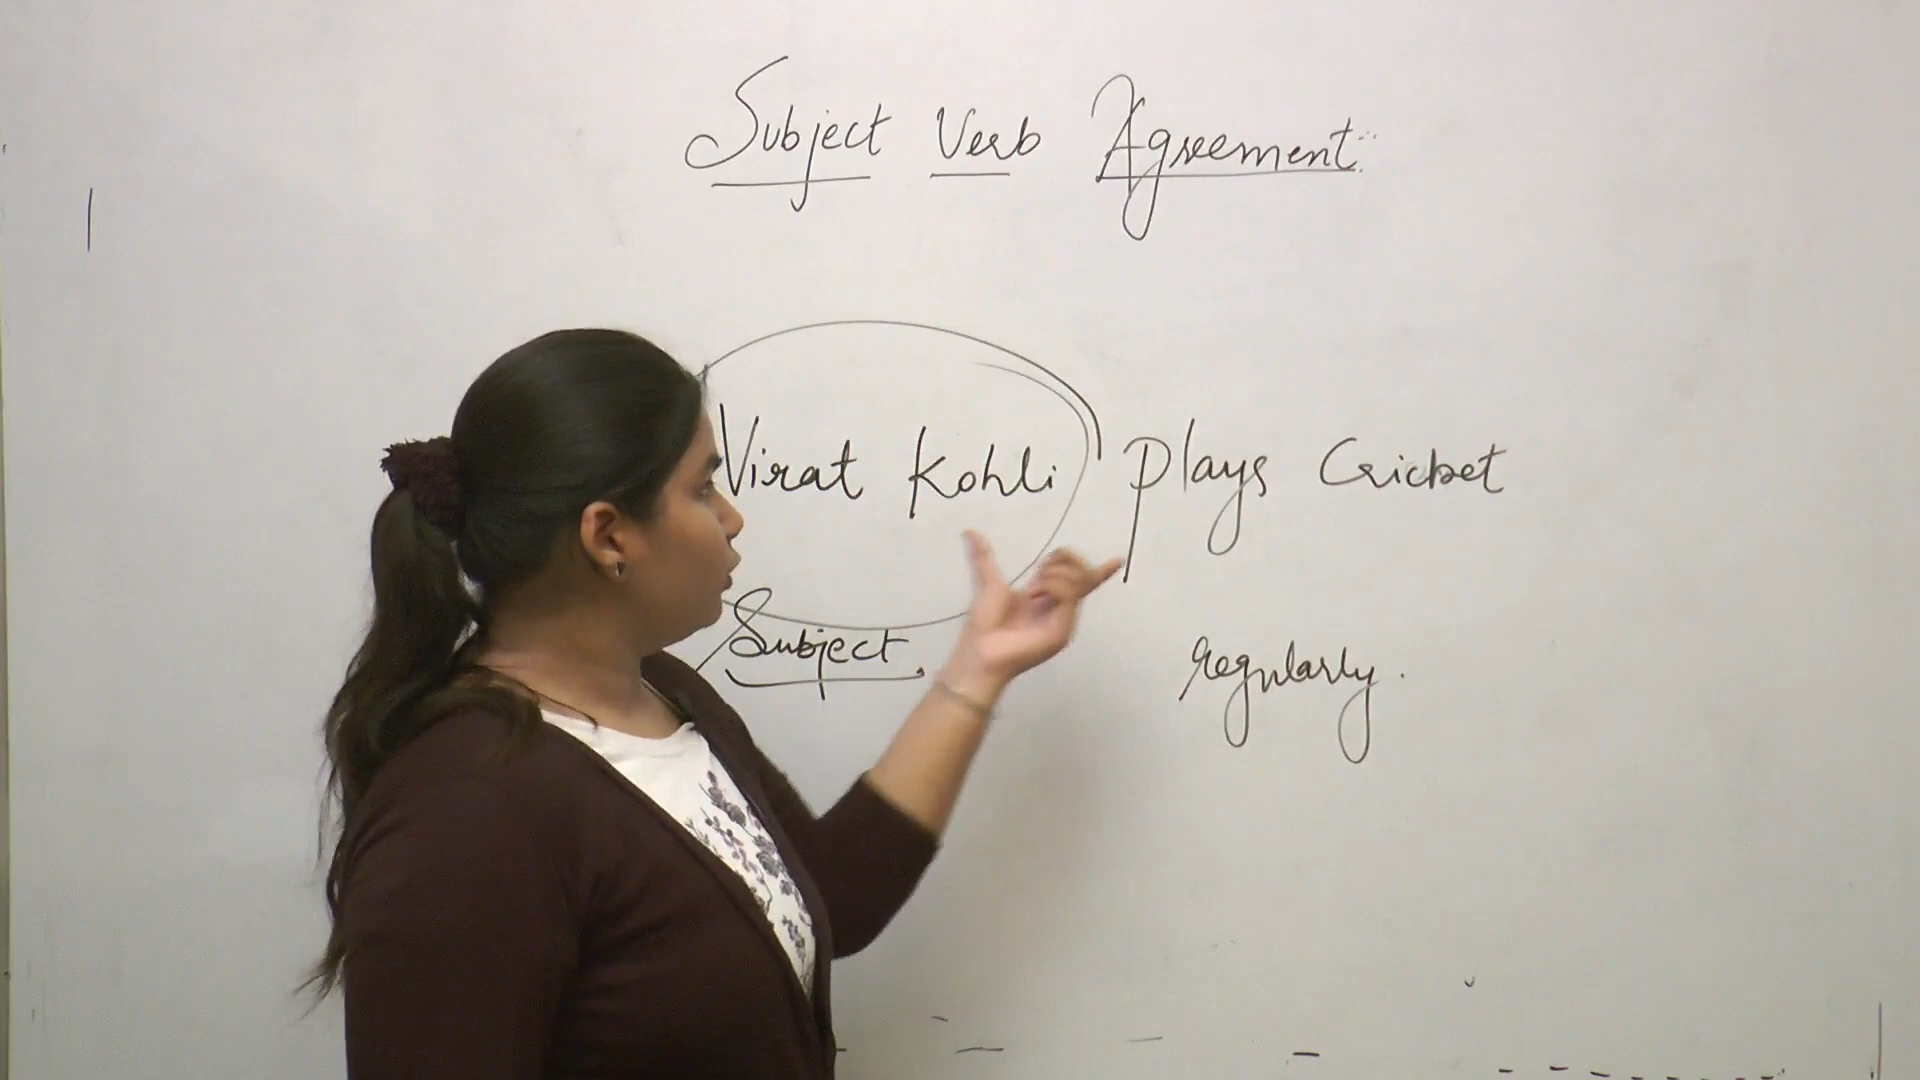 Subject Verb Agreement
Virat Kohli plays Cricket
Subject
regularly.